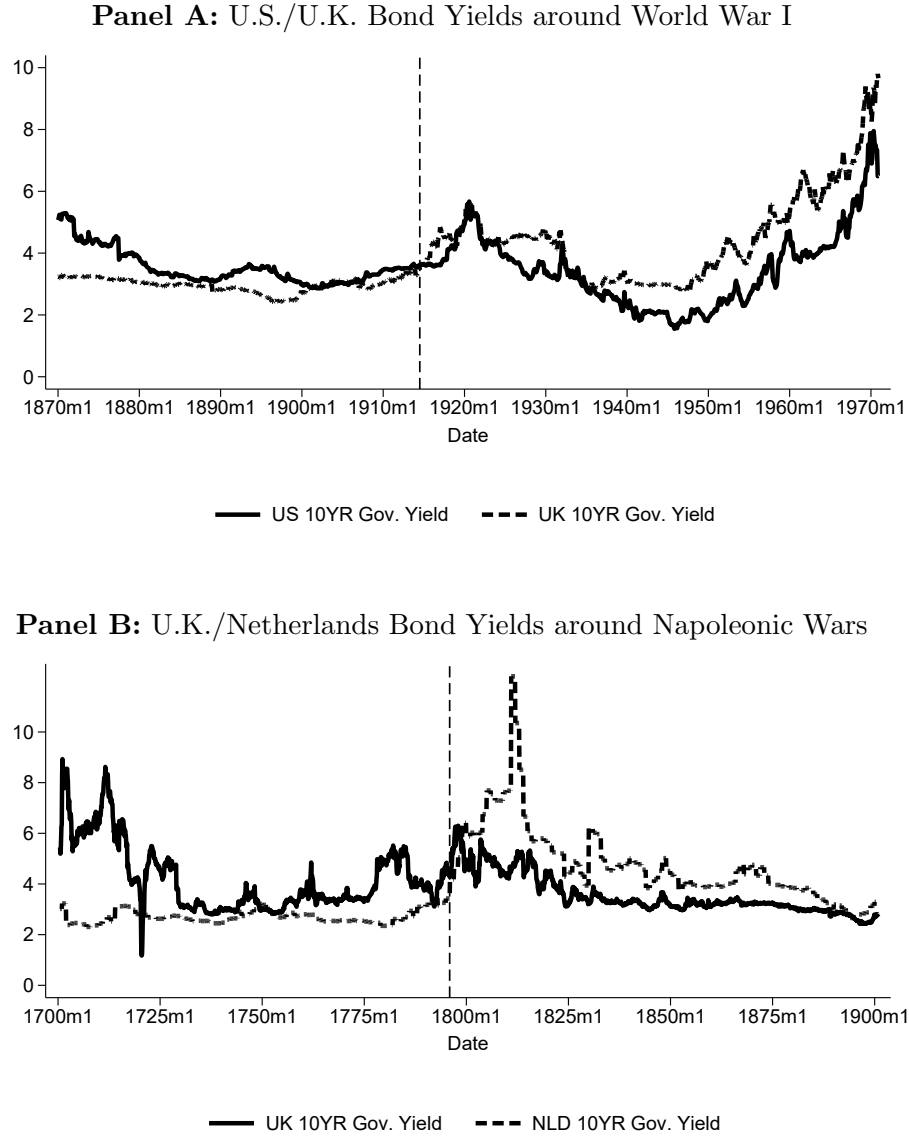 Panel A: U.S./U.K. Bond Yields around World War I
10
8
6
4
2
0
1870m1 1880m1 1890m1 1900m1 1910m1 1920m1 1930m1 1940m1 1950m1 1960m1 1970m1
Date
US 10YR Gov. Yield UK 10YR Gov. Yield
Panel B: U.K./Netherlands Bond Yields around Napoleonic Wars
10
8
6
4
2
0
1700m1 1725m1 1750m1 1775m1 1800m1 1825m1 1850m1 1875m1 1900m1
Date
UK 10YR Gov. Yield NLD 10YR Gov. Yield